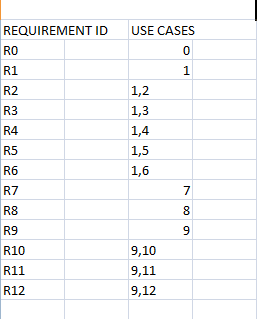 REQUIREMENT ID USE CASES
R0 0
R1 1
R2 1,2
R3 1,3
R4 1,4
R5 1,5
R6 1,6
R7 7
R8 8
R9 9
R10 9,10
R11 9,11
R12 9,12